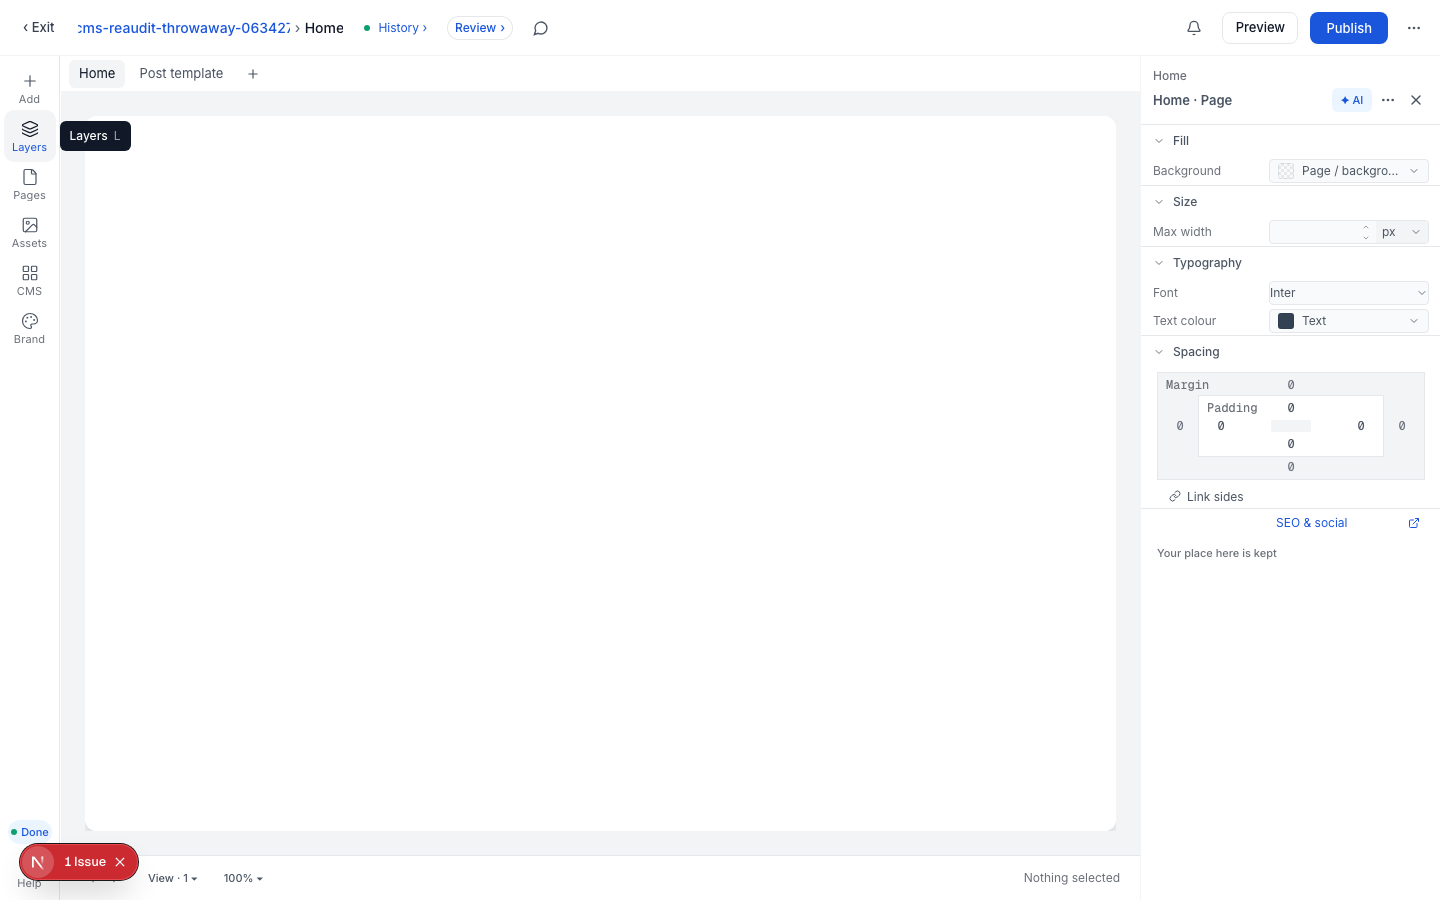 ‹ Exit
cms-reaudit-throwaway-063427 › Home
History ›
Review ›
Preview
Publish
Add
Layers
Pages
Assets
CMS
Brand
Layers L
Home
Post template
Home
Home · Page
AI
Fill
Background
Page / backgro...
Size
Max width
px
Typography
Font
Inter
Text colour
Text
Spacing
Margin
0
Padding
0
0
0
0
0
0
0
Link sides
SEO & social
Your place here is kept
Done
1 Issue
Help
View · 1
100%
Nothing selected